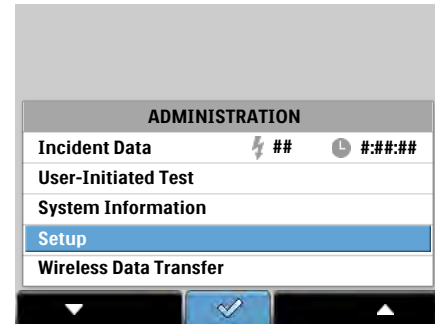 ADMINISTRATION
Incident Data ## #:##:##
User-Initiated Test
System Information
Setup
Wireless Data Transfer